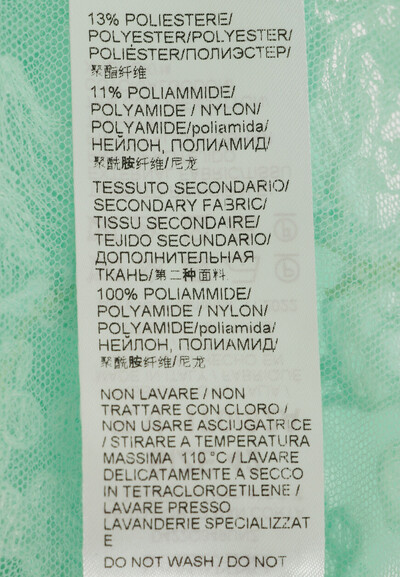 13% POLIESTERE/
POLYESTER/POLYESTER/
POLIÉSTER/ПОЛИЭСТЕР/
聚酯纤维
11% POLIAMMIDE/
POLYAMIDE / NYLON/
POLYAMIDE/poliamida/
НЕЙЛОН, ПОЛИАМИД/
聚酰胺纤维/尼龙
TESSUTO SECONDARIO/
SECONDARY FABRIC/
TISSU SECONDAIRE/
TEJIDO SECUNDARIO/
ДОПОЛНИТЕЛЬНАЯ
ТКАНЬ/第二种面料
100% POLIAMMIDE/
POLYAMIDE / NYLON/
POLYAMIDE/poliamida/
НЕЙЛОН, ПОЛИАМИД/
聚酰胺纤维/尼龙
NON LAVARE / NON
TRATTARE CON CLORO /
NON USARE ASCIUGATRICE
/ STIRARE A TEMPERATURA
MASSIMA 110 °C / LAVARE
DELICATAMENTE A SECCO
IN TETRACLOROETILENE /
LAVARE PRESSO
LAVANDERIE SPECIALIZZAT
E
DO NOT WASH / DO NOT